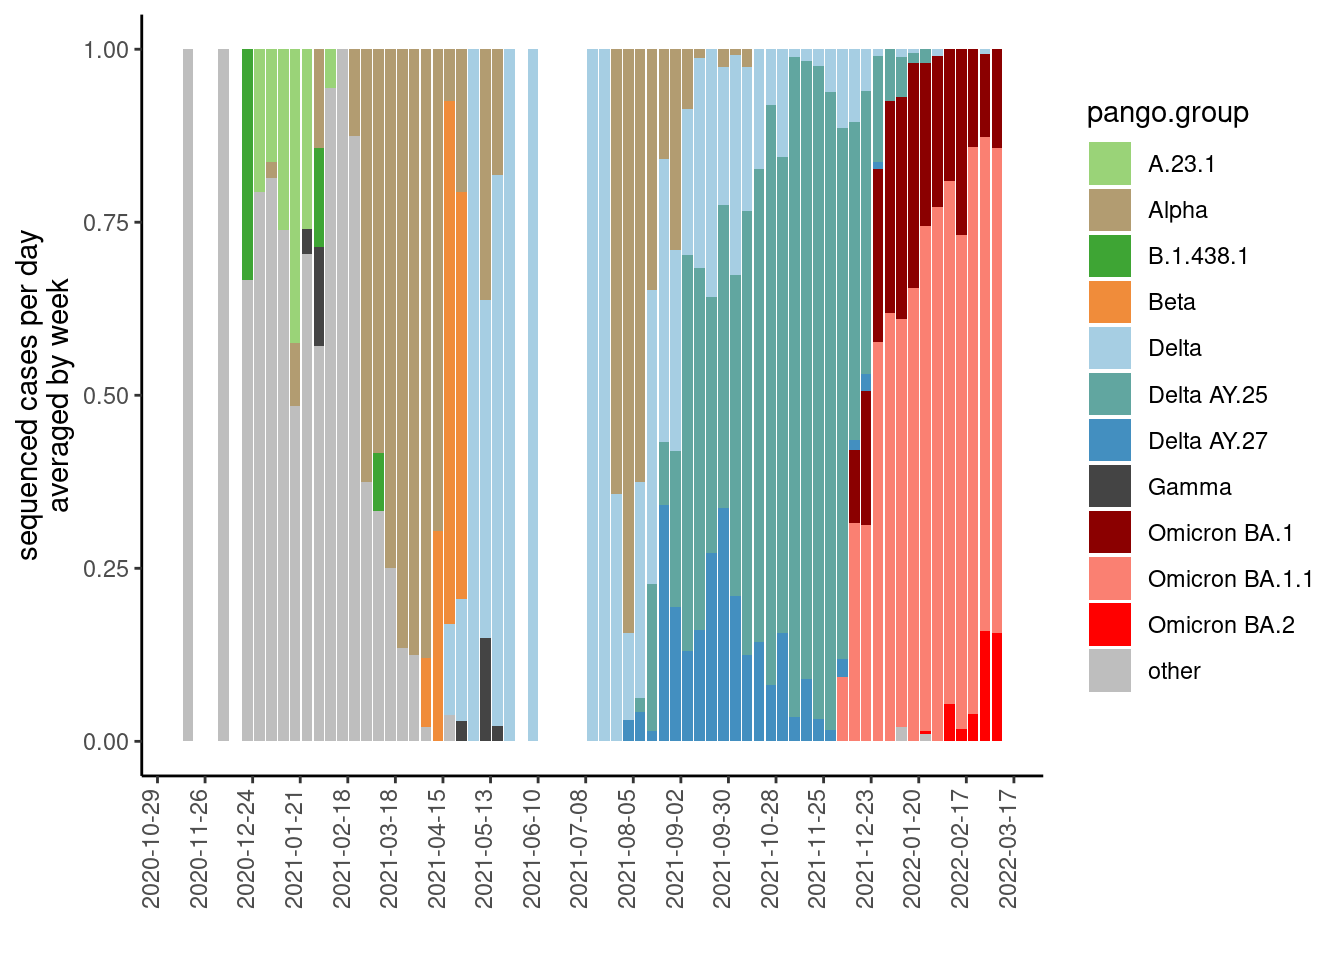 sequenced cases per day
averaged by week
1.00
0.75
0.50
0.25
0.00
2020-10-29
2020-11-26
2020-12-24
2021-01-21
2021-02-18
2021-03-18
2021-04-15
2021-05-13
2021-06-10
2021-07-08
2021-08-05
2021-09-02
2021-09-30
2021-10-28
2021-11-25
2021-12-23
2022-01-20
2022-02-17
2022-03-17
pango.group
A.23.1
Alpha
B.1.438.1
Beta
Delta
Delta AY.25
Delta AY.27
Gamma
Omicron BA.1
Omicron BA.1.1
Omicron BA.2
other